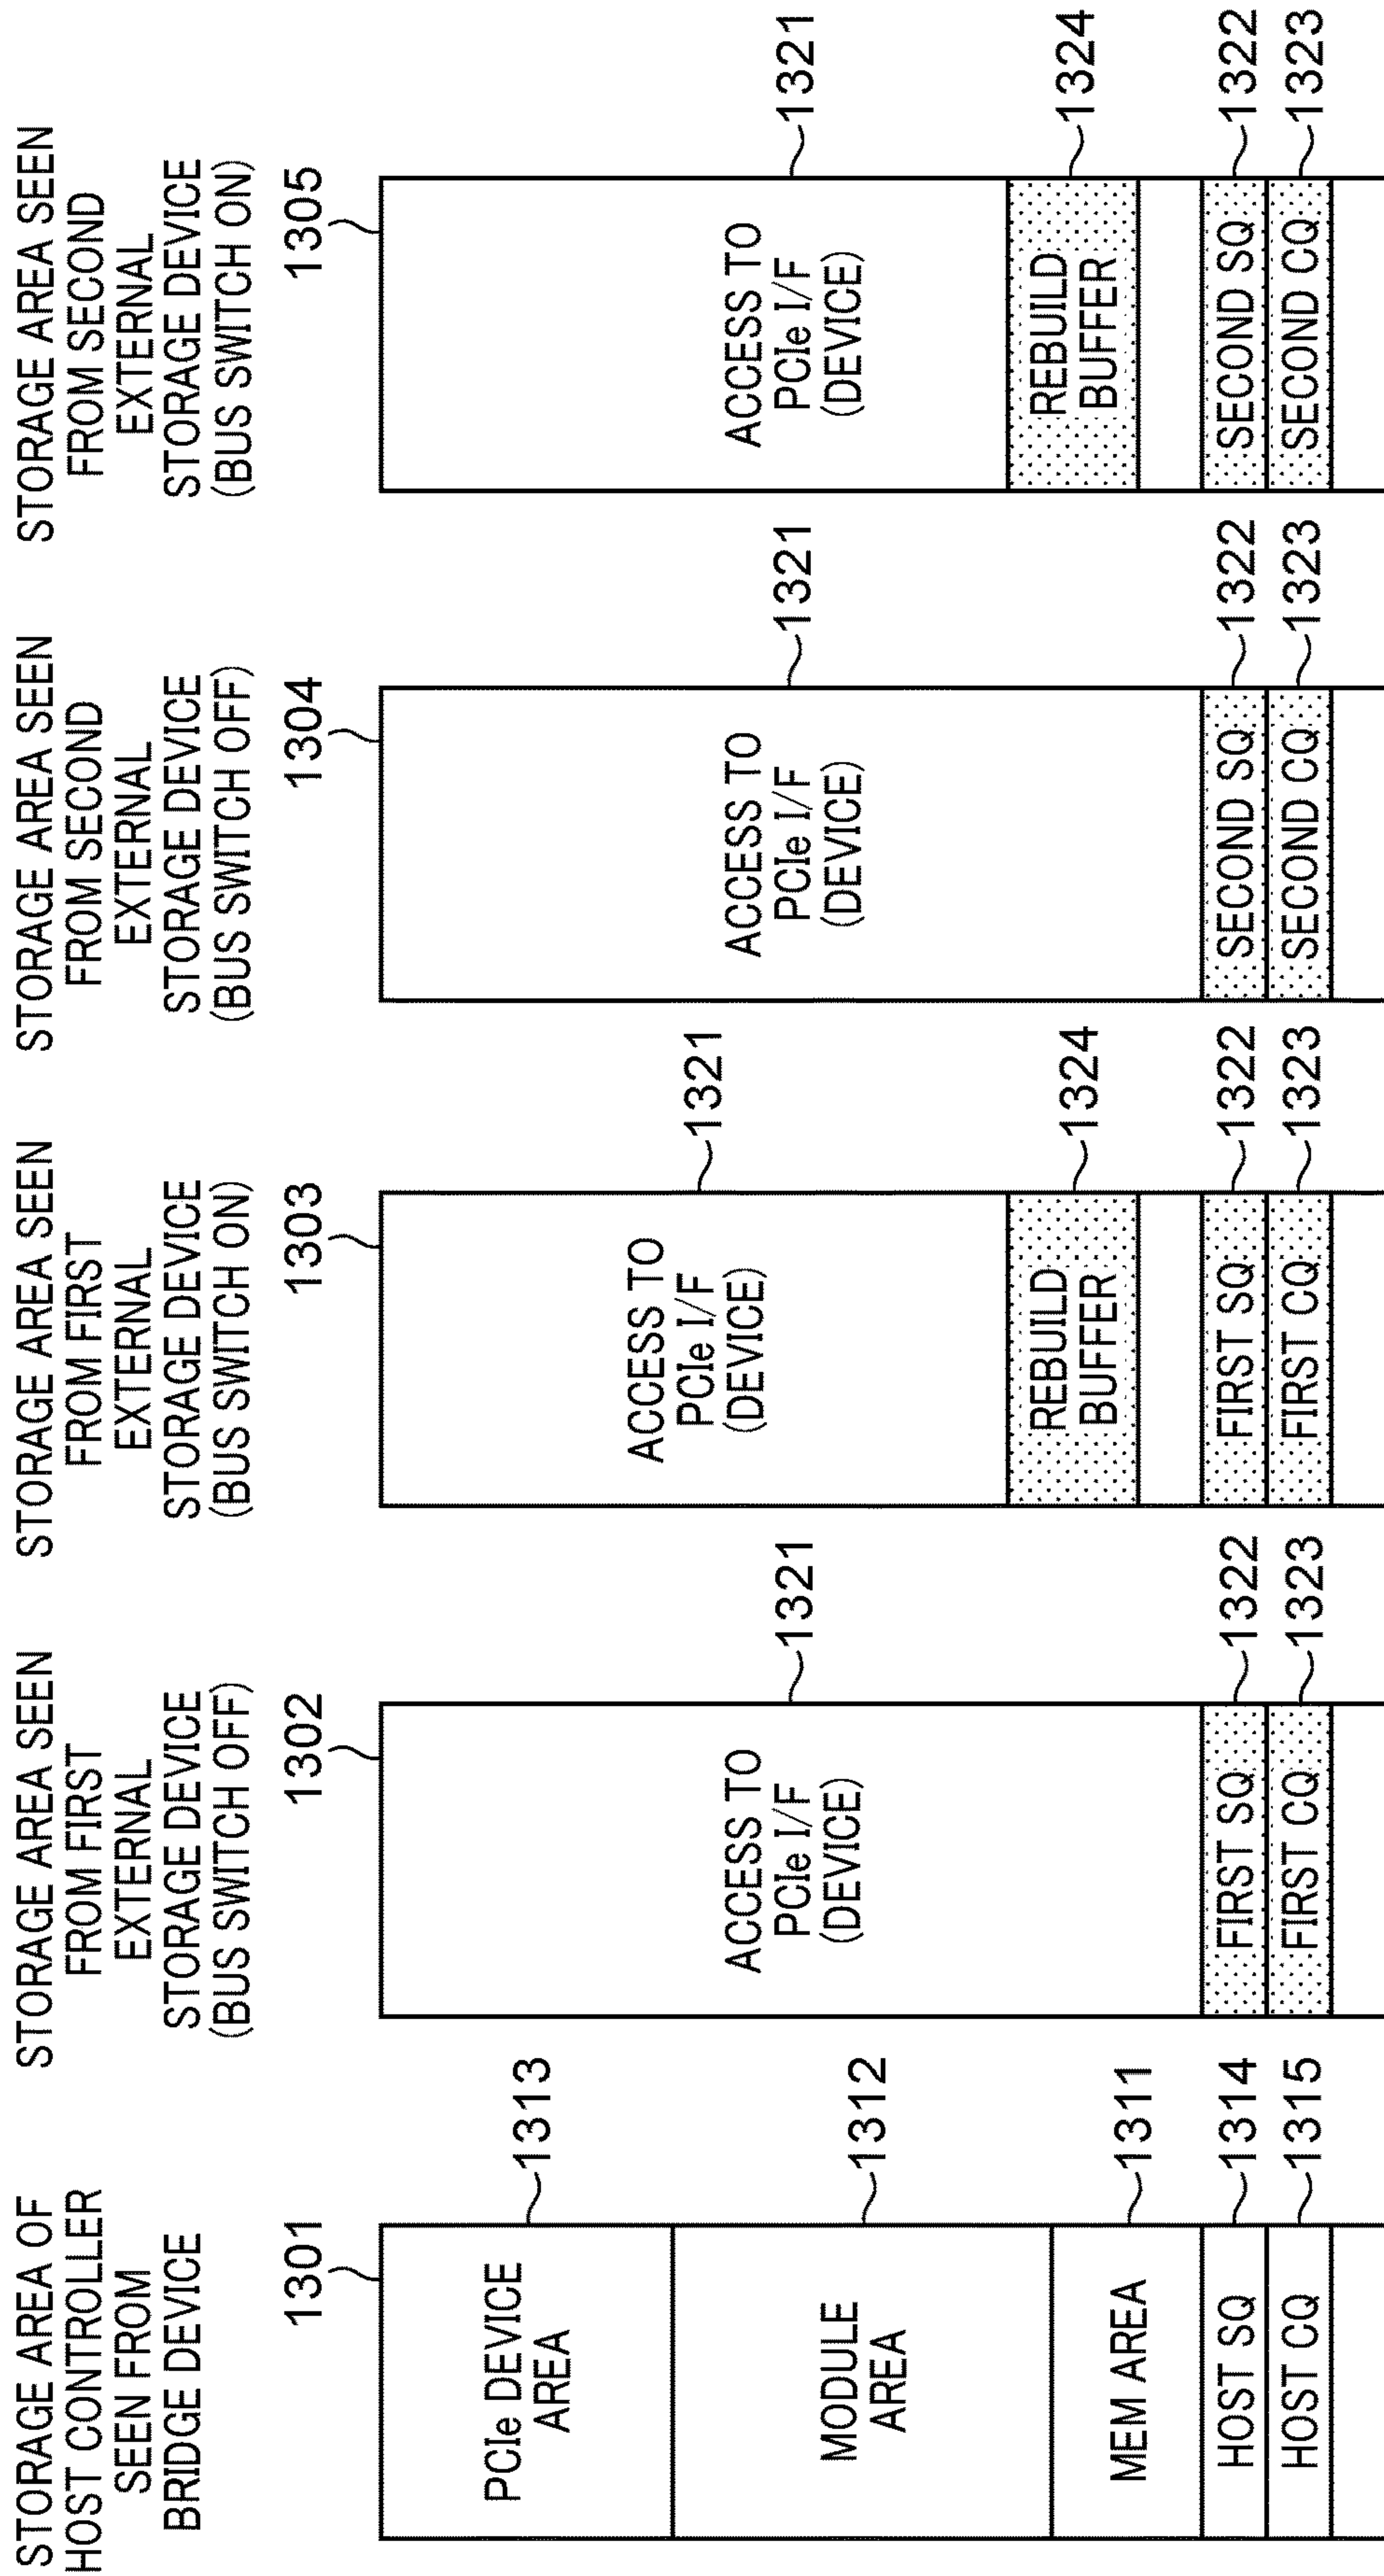 STORAGE AREA OF
HOST CONTROLLER
SEEN FROM
BRIDGE DEVICE
1301
PCIe DEVICE
AREA
1313
MODULE
AREA
1312
MEM AREA
1311
HOST SQ
1314
HOST CQ
1315
STORAGE AREA SEEN
FROM FIRST
EXTERNAL
STORAGE DEVICE
(BUS SWITCH OFF)
1302
ACCESS TO
PCIe I/F
(DEVICE)
1321
FIRST SQ
1322
FIRST CQ
1323
STORAGE AREA SEEN
FROM FIRST
EXTERNAL
STORAGE DEVICE
(BUS SWITCH ON)
1303
ACCESS TO
PCIe I/F
(DEVICE)
1321
REBUILD
BUFFER
1324
FIRST SQ
1322
FIRST CQ
1323
STORAGE AREA SEEN
FROM SECOND
EXTERNAL
STORAGE DEVICE
(BUS SWITCH OFF)
1304
ACCESS TO
PCIe I/F
(DEVICE)
1321
SECOND SQ
1322
SECOND CQ
1323
STORAGE AREA SEEN
FROM SECOND
EXTERNAL
STORAGE DEVICE
(BUS SWITCH ON)
1305
ACCESS TO
PCIe I/F
(DEVICE)
1321
REBUILD
BUFFER
1324
SECOND SQ
1322
SECOND CQ
1323